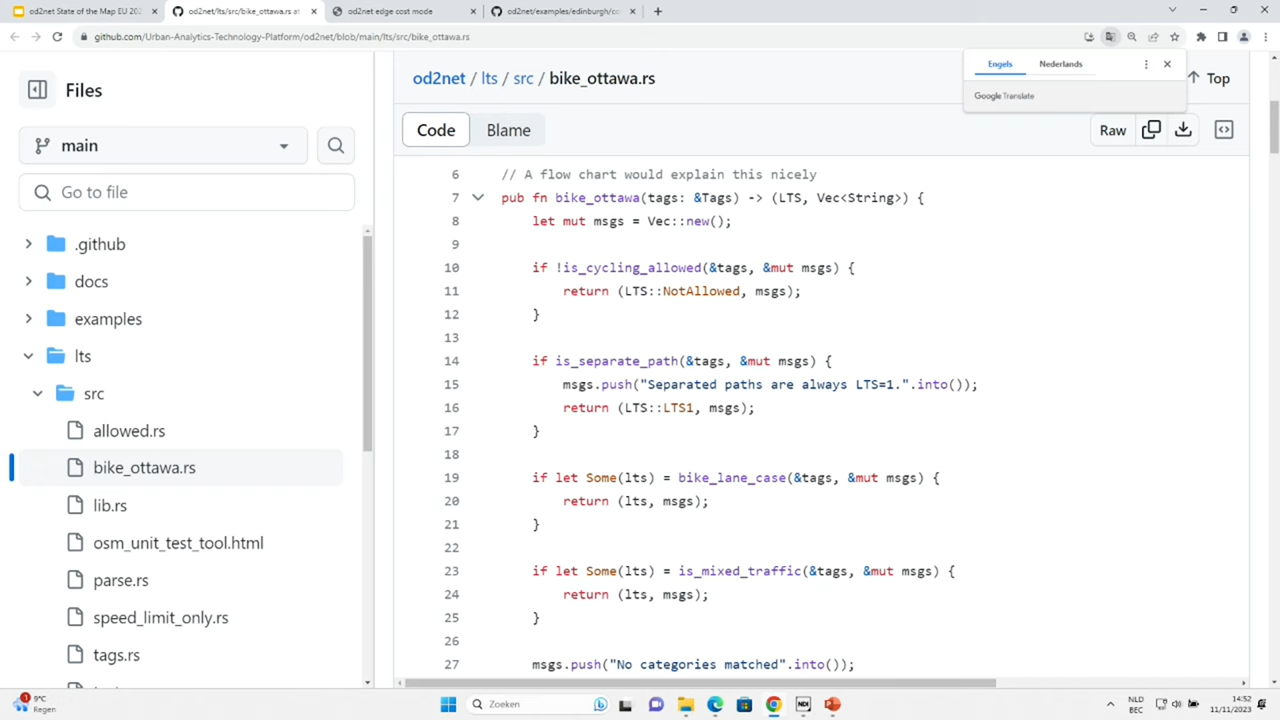 od2net State of the Map EU 202
od2net/lts/src/bike_ottawa.rs at
od2net edge cost mode
od2net/examples/edinburgh/co
github.com/Urban-Analytics-Technology-Platform/od2net/blob/main/lts/src/bike_ottawa.rs
Engels
Nederlands
Google Translate
Files
od2net / lts / src / bike_ottawa.rs
Top
main
Code
Blame
Raw
Go to file
.github
docs
examples
lts
src
allowed.rs
bike_ottawa.rs
lib.rs
osm_unit_test_tool.html
parse.rs
speed_limit_only.rs
tags.rs
6 // A flow chart would explain this nicely
7 pub fn bike_ottawa(tags: &Tags) -> (LTS, Vec<String>) {
8 let mut msgs = Vec::new();
9
10 if !is_cycling_allowed(&tags, &mut msgs) {
11 return (LTS::NotAllowed, msgs);
12 }
13
14 if is_separate_path(&tags, &mut msgs) {
15 msgs.push("Separated paths are always LTS=1.".into());
16 return (LTS::LTS1, msgs);
17 }
18
19 if let Some(lts) = bike_lane_case(&tags, &mut msgs) {
20 return (lts, msgs);
21 }
22
23 if let Some(lts) = is_mixed_traffic(&tags, &mut msgs) {
24 return (lts, msgs);
25 }
26
27 msgs.push("No categories matched".into());
1
9°C
Regen
Zoeken
NDI
NLD
BEC
14:52
11/11/2023